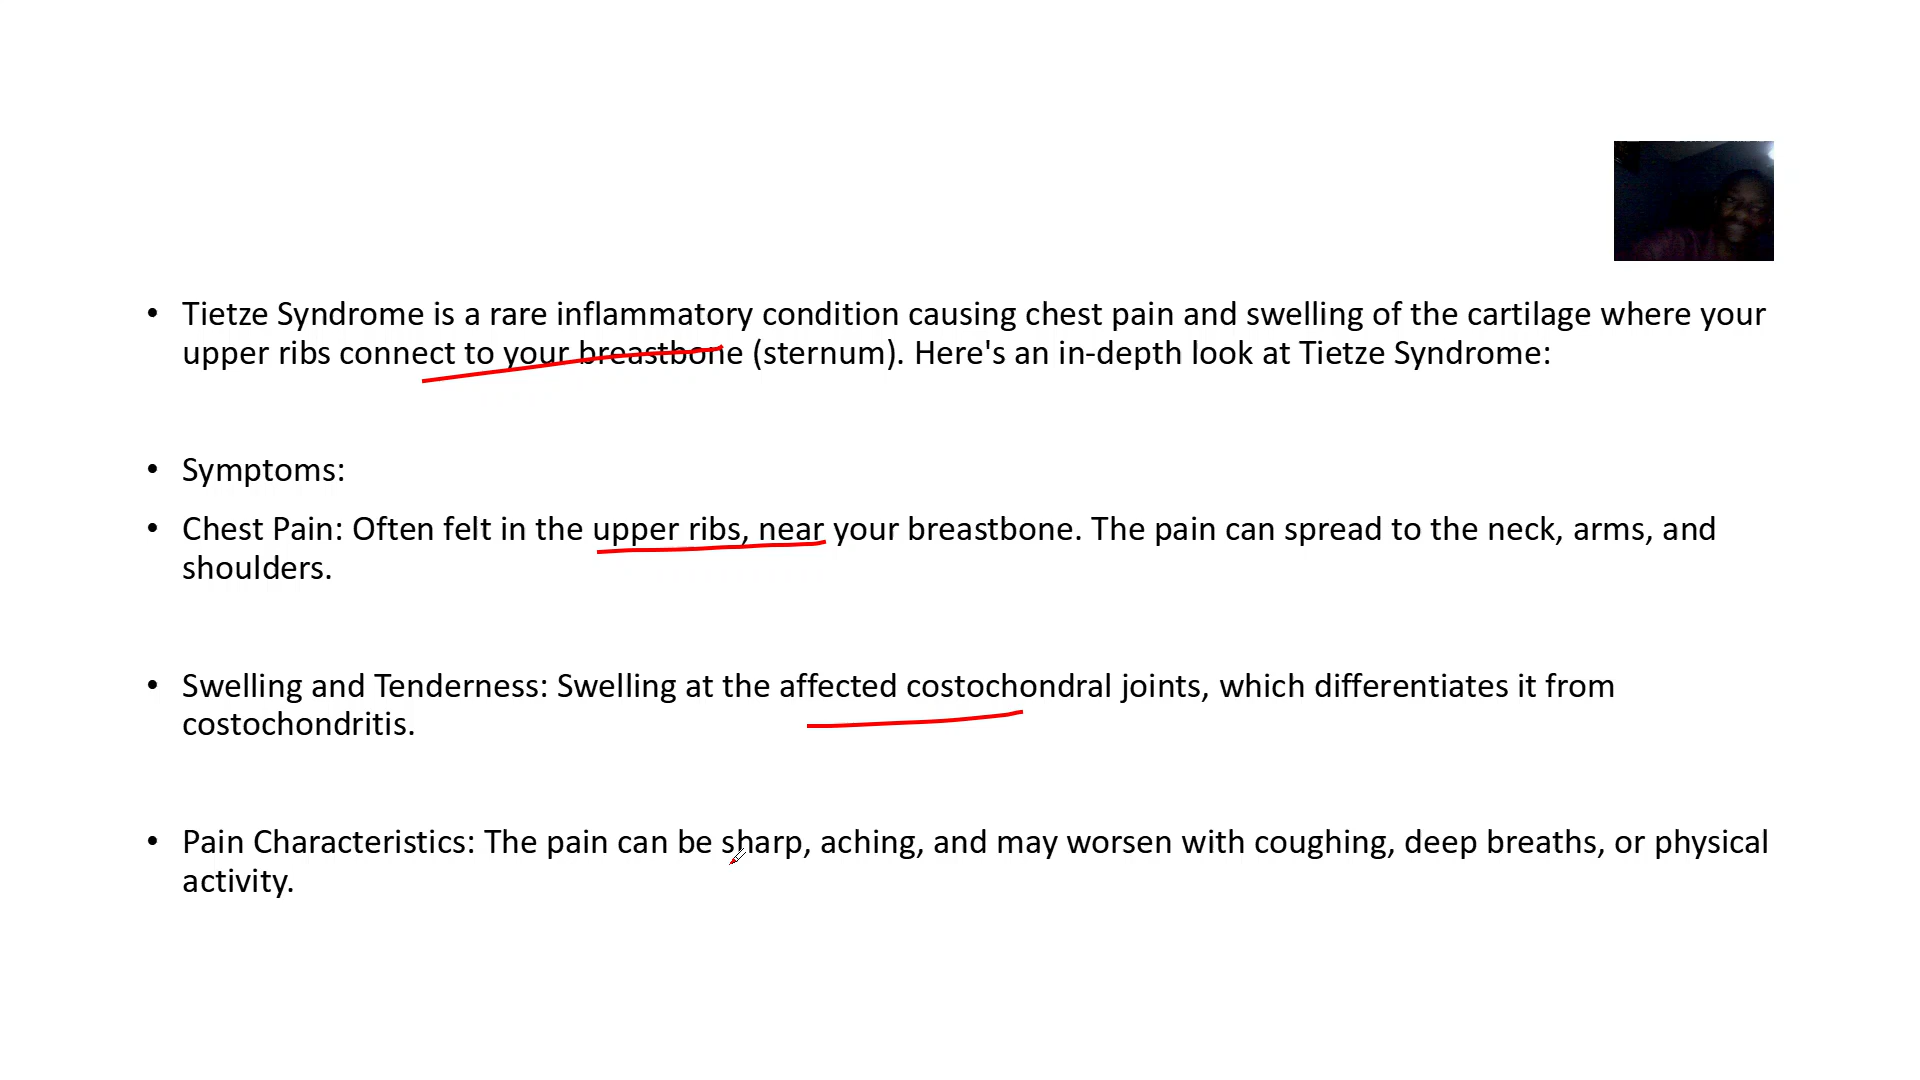 • Tietze Syndrome is a rare inflammatory condition causing chest pain and swelling of the cartilage where your
upper ribs connect to your breastbone (sternum). Here's an in-depth look at Tietze Syndrome:
• Symptoms:
• Chest Pain: Often felt in the upper ribs, near your breastbone. The pain can spread to the neck, arms, and
shoulders.
• Swelling and Tenderness: Swelling at the affected costochondral joints, which differentiates it from
costochondritis.
• Pain Characteristics: The pain can be sharp, aching, and may worsen with coughing, deep breaths, or physical
activity.